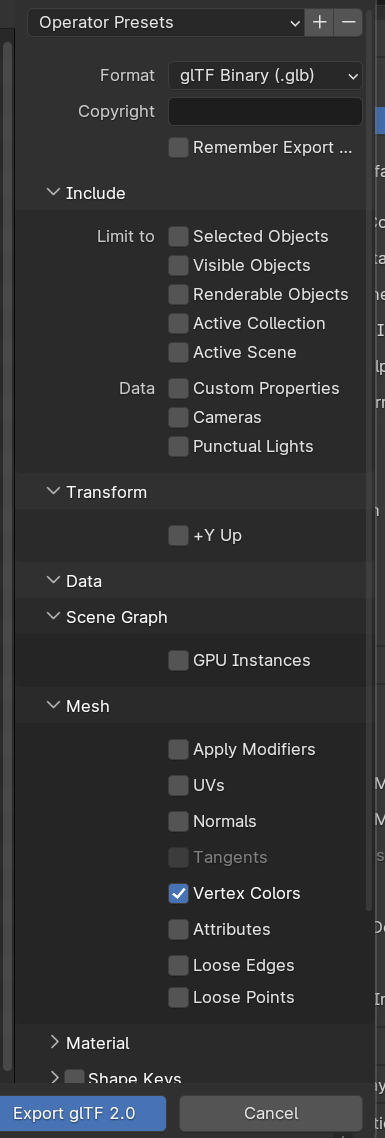 Operator Presets
Format glTF Binary (.glb)
Copyright
Remember Export ...
Include
Limit to Selected Objects
Visible Objects
Renderable Objects
Active Collection
Active Scene
Data Custom Properties
Cameras
Punctual Lights
Transform
+Y Up
Data
Scene Graph
GPU Instances
Mesh
Apply Modifiers
UVs
Normals
Tangents
Vertex Colors
Attributes
Loose Edges
Loose Points
Material
Shape Keys
Export glTF 2.0 Cancel